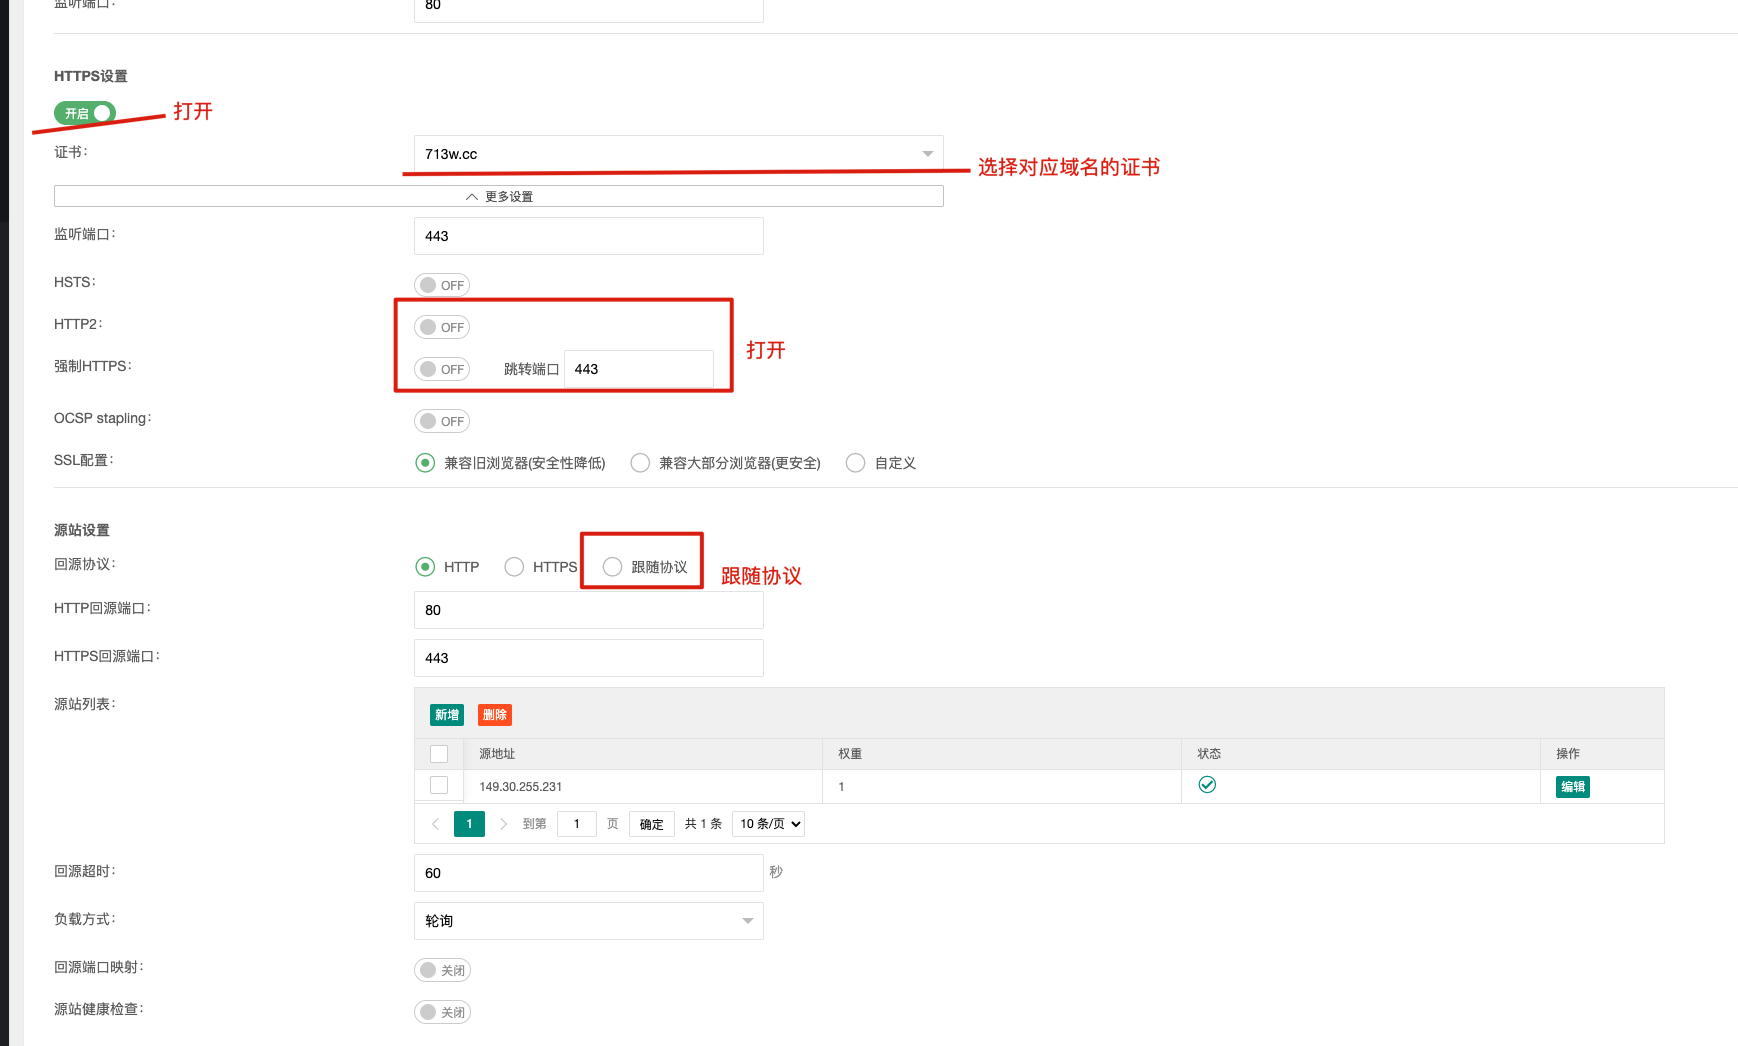 监听端口:
80
HTTPS设置
开启
打开
证书:
713w.cc
选择对应域名的证书
更多设置
监听端口:
443
HSTS:
OFF
HTTP2:
OFF
打开
强制HTTPS:
OFF
跳转端口
443
OCSP stapling:
OFF
SSL配置:
兼容旧浏览器(安全性降低)
兼容大部分浏览器(更安全)
自定义
源站设置
回源协议:
HTTP
HTTPS
跟随协议
跟随协议
HTTP回源端口:
80
HTTPS回源端口:
443
源站列表:
新增
删除
源地址
权重
状态
操作
149.30.255.231
1
编辑
1
到第
1
页
确定
共 1 条
10 条/页
回源超时:
60
秒
负载方式:
轮询
回源端口映射:
关闭
源站健康检查:
关闭